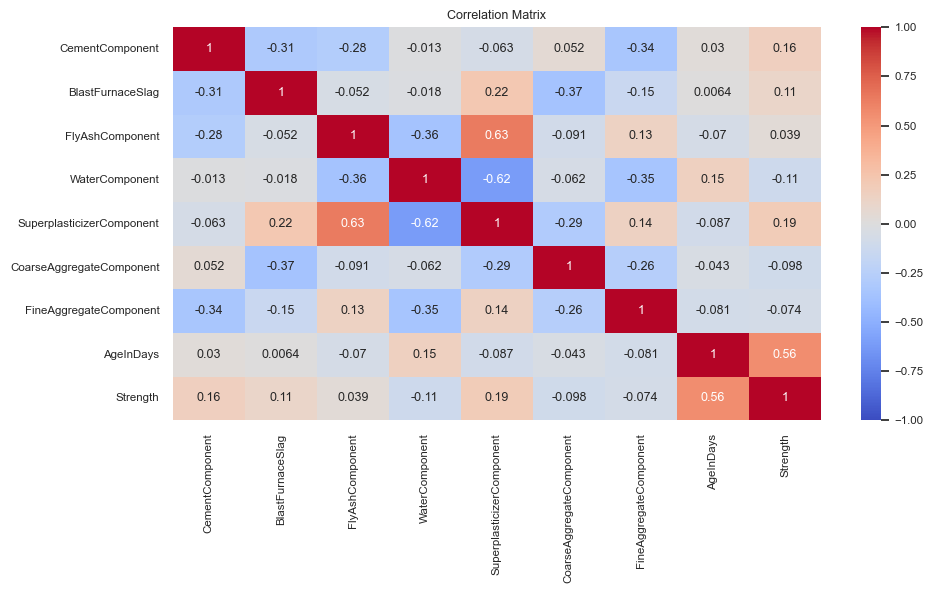 Correlation Matrix
CementComponent 1 -0.31 -0.28 -0.013 -0.063 0.052 -0.34 0.03 0.16
BlastFurnaceSlag -0.31 1 -0.052 -0.018 0.22 -0.37 -0.15 0.0064 0.11
FlyAshComponent -0.28 -0.052 1 -0.36 0.63 -0.091 0.13 -0.07 0.039
WaterComponent -0.013 -0.018 -0.36 1 -0.62 -0.062 -0.35 0.15 -0.11
SuperplasticizerComponent -0.063 0.22 0.63 -0.62 1 -0.29 0.14 -0.087 0.19
CoarseAggregateComponent 0.052 -0.37 -0.091 -0.062 -0.29 1 -0.26 -0.043 -0.098
FineAggregateComponent -0.34 -0.15 0.13 -0.35 0.14 -0.26 1 -0.081 -0.074
AgeInDays 0.03 0.0064 -0.07 0.15 -0.087 -0.043 -0.081 1 0.56
Strength 0.16 0.11 0.039 -0.11 0.19 -0.098 -0.074 0.56 1
CementComponent
BlastFurnaceSlag
FlyAshComponent
WaterComponent
SuperplasticizerComponent
CoarseAggregateComponent
FineAggregateComponent
AgeInDays
Strength
1.00
0.75
0.50
0.25
0.00
−0.25
−0.50
−0.75
−1.00